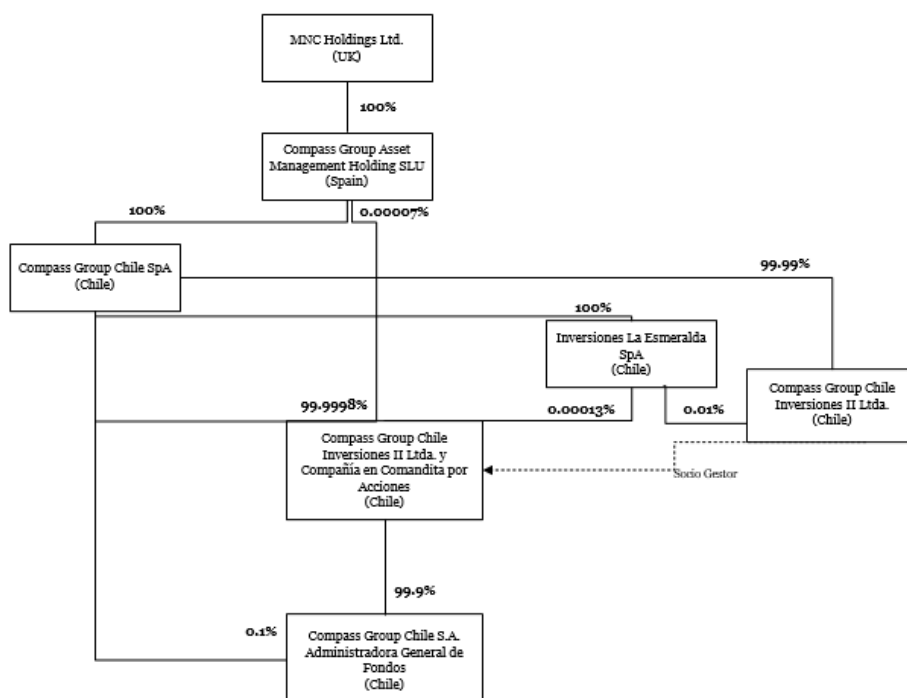 MNC Holdings Ltd.
(UK)
100%
Compass Group Asset
Management Holding SLU
(Spain)
100%
0.00007%
Compass Group Chile SpA
(Chile)
99.99%
100%
Inversiones La Esmeralda
SpA
(Chile)
Compass Group Chile
Inversiones II Ltda.
(Chile)
99.9998%
0.00013%
0.01%
Compass Group Chile
Inversiones II Ltda. y
Compañía en Comandita por
Acciones
(Chile)
Socio Gestor
99.9%
0.1%
Compass Group Chile S.A.
Administradora General de
Fondos
(Chile)